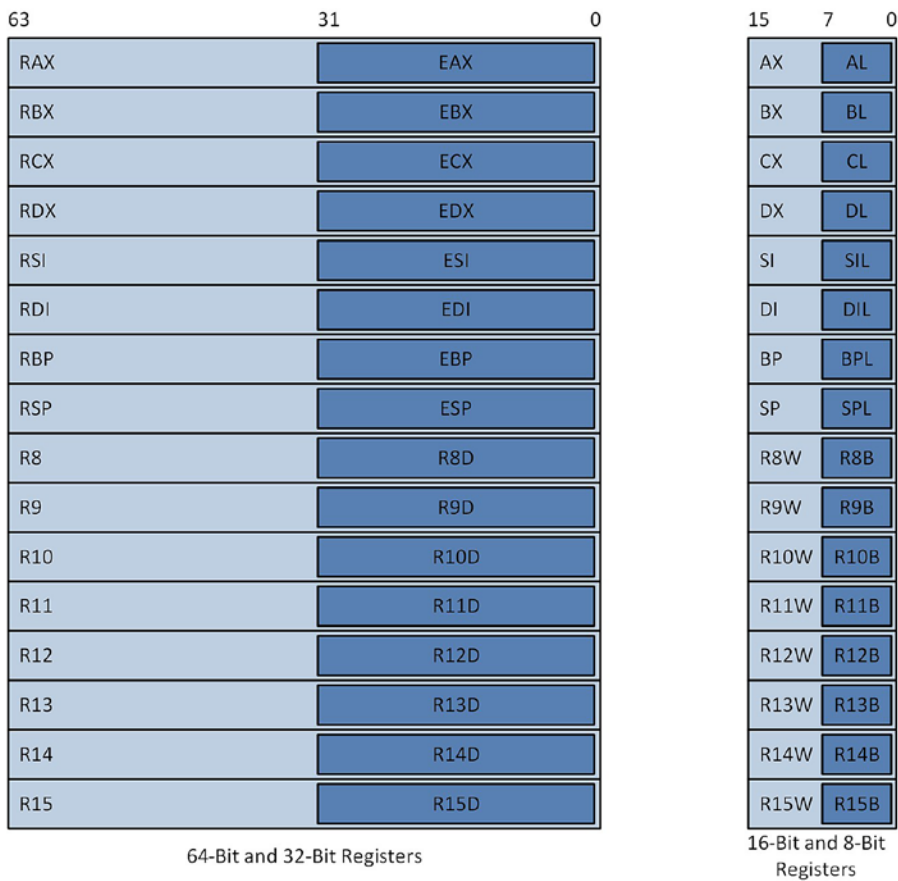 63 31 0 15 7 0
RAX EAX AX AL
RBX EBX BX BL
RCX ECX CX CL
RDX EDX DX DL
RSI ESI SI SIL
RDI EDI DI DIL
RBP EBP BP BPL
RSP ESP SP SPL
R8 R8D R8W R8B
R9 R9D R9W R9B
R10 R10D R10W R10B
R11 R11D R11W R11B
R12 R12D R12W R12B
R13 R13D R13W R13B
R14 R14D R14W R14B
R15 R15D R15W R15B
64-Bit and 32-Bit Registers
16-Bit and 8-Bit
Registers